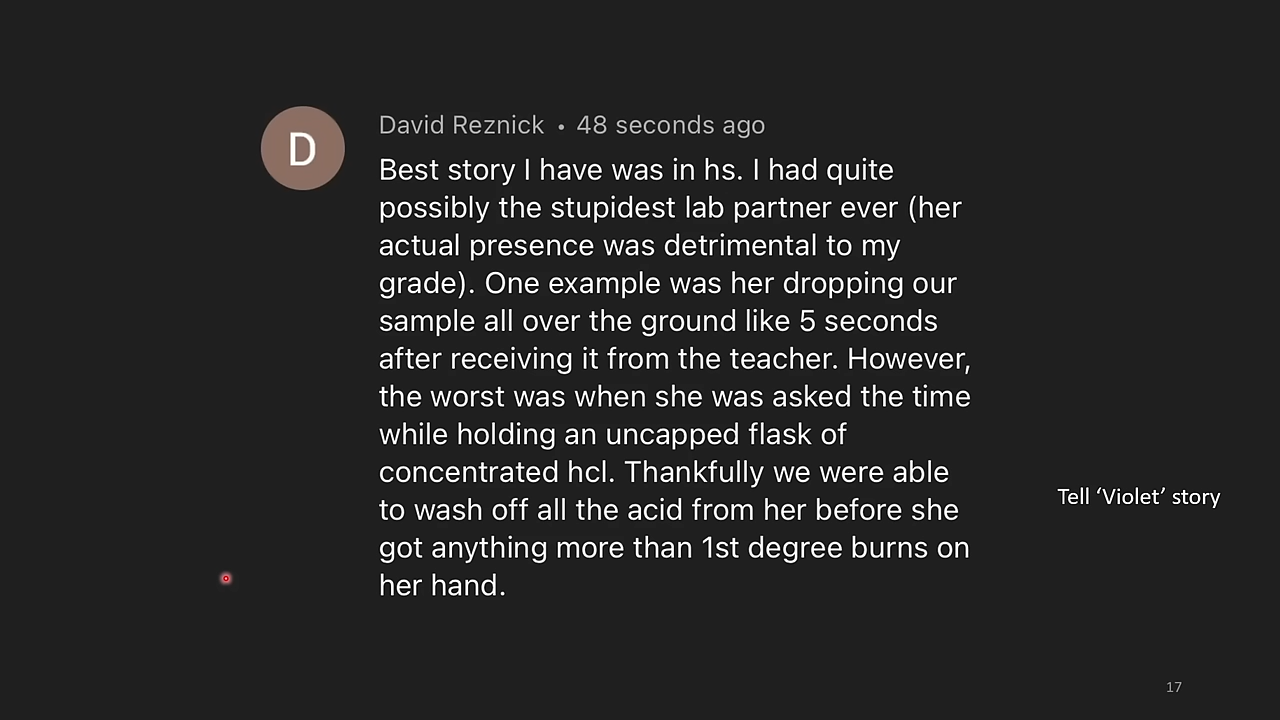 D
David Reznick • 48 seconds ago
Best story I have was in hs. I had quite
possibly the stupidest lab partner ever (her
actual presence was detrimental to my
grade). One example was her dropping our
sample all over the ground like 5 seconds
after receiving it from the teacher. However,
the worst was when she was asked the time
while holding an uncapped flask of
concentrated hcl. Thankfully we were able
to wash off all the acid from her before she
got anything more than 1st degree burns on
her hand.
Tell ‘Violet’ story
17